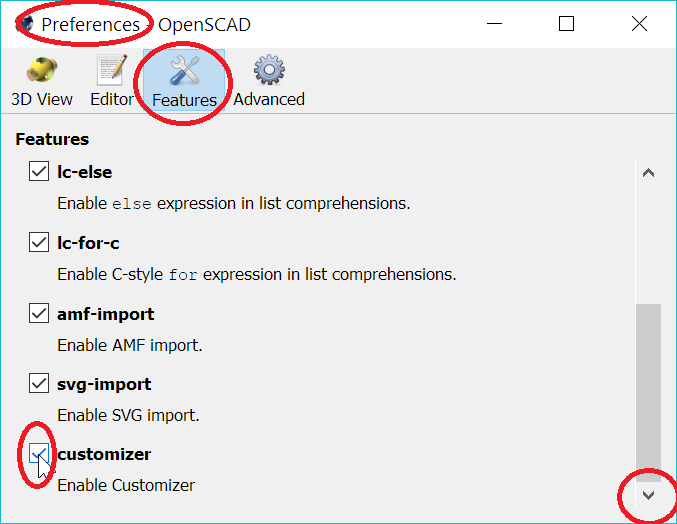 Preferences - OpenSCAD
3D View Editor Features Advanced
Features
lc-else
Enable else expression in list comprehensions.
lc-for-c
Enable C-style for expression in list comprehensions.
amf-import
Enable AMF import.
svg-import
Enable SVG import.
customizer
Enable Customizer